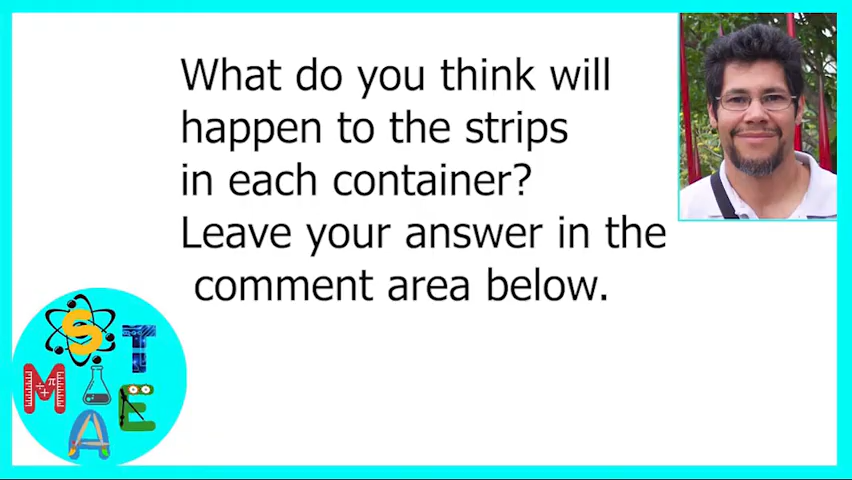 What do you think will
happen to the strips
in each container?
Leave your answer in the
comment area below.
S
T
M
E
A